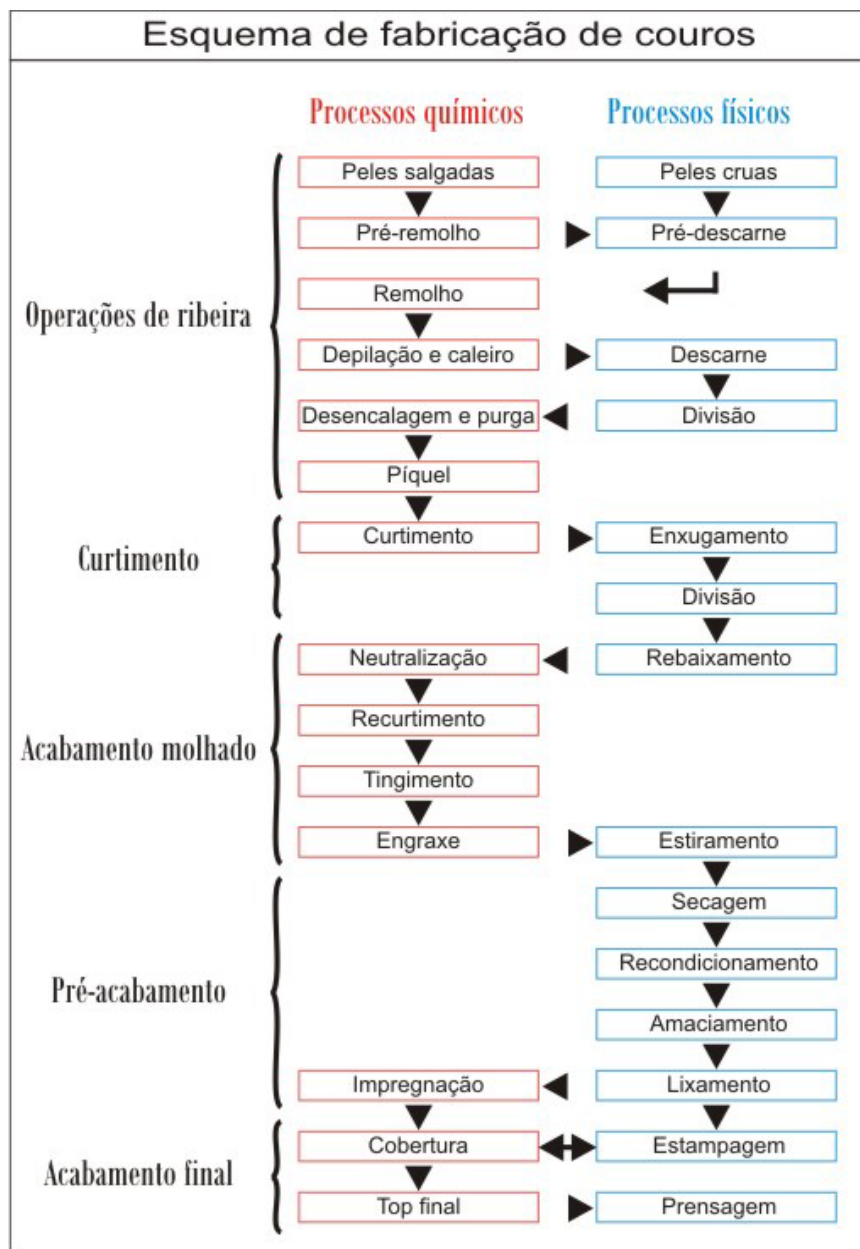 Esquema de fabricação de couros
Processos químicos
Processos físicos
Operações de ribeira
Peles salgadas
Peles cruas
Pré-remolho
Pré-descarne
Remolho
Depilação e caleiro
Descarne
Desencalagem e purga
Divisão
Píquel
Curtimento
Curtimento
Enxugamento
Divisão
Acabamento molhado
Neutralização
Rebaixamento
Recurtimento
Tingimento
Engraxe
Estiramento
Pré-acabamento
Secagem
Recondicionamento
Amaciamento
Impregnação
Lixamento
Acabamento final
Cobertura
Estampagem
Top final
Prensagem